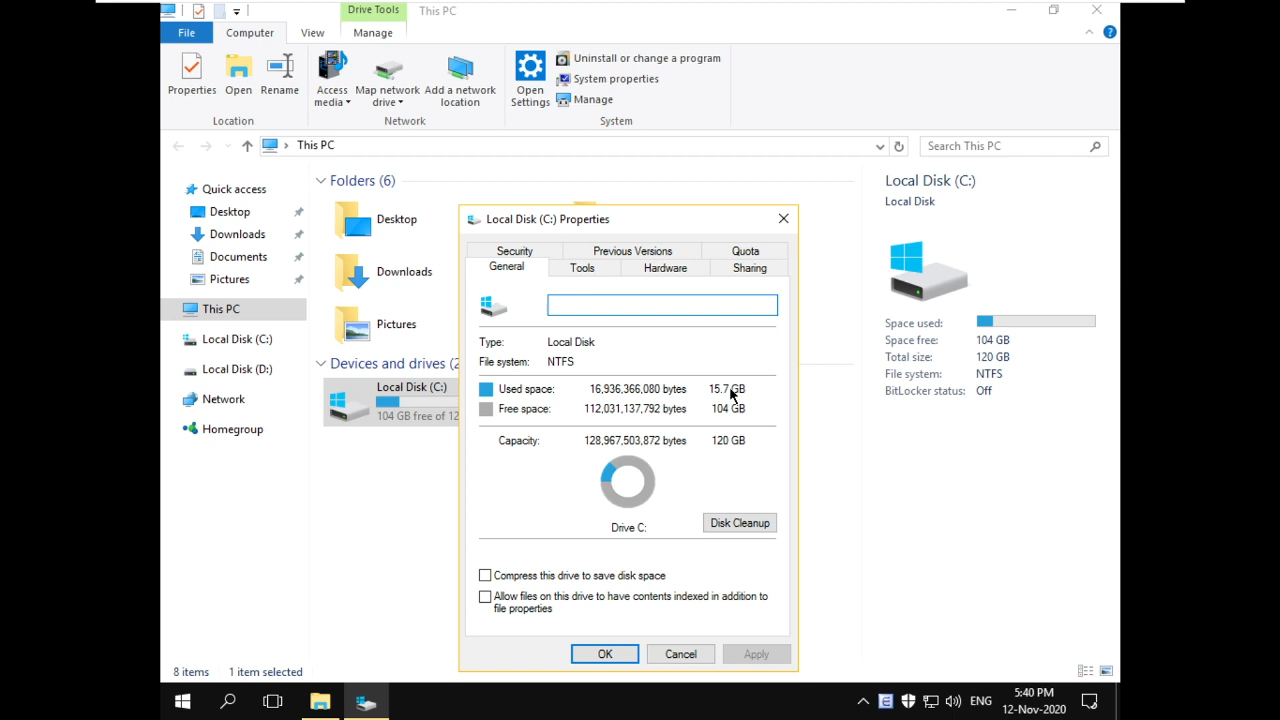 Drive Tools
This PC
File
Computer
View
Manage
Properties
Open
Rename
Access media
Map network drive
Add a network location
Open Settings
Uninstall or change a program
System properties
Manage
Location
Network
System
This PC
Search This PC
Quick access
Desktop
Downloads
Documents
Pictures
This PC
Local Disk (C:)
Local Disk (D:)
Network
Homegroup
Folders (6)
Desktop
Downloads
Pictures
Devices and drives (2
Local Disk (C:)
104 GB free of 12
Local Disk (C:) Properties
Security
Previous Versions
Quota
General
Tools
Hardware
Sharing
Type: Local Disk
File system: NTFS
Used space: 16,936,366,080 bytes 15.7 GB
Free space: 112,031,137,792 bytes 104 GB
Capacity: 128,967,503,872 bytes 120 GB
Drive C:
Disk Cleanup
Compress this drive to save disk space
Allow files on this drive to have contents indexed in addition to
file properties
OK
Cancel
Apply
Local Disk (C:)
Local Disk
Space used:
Space free: 104 GB
Total size: 120 GB
File system: NTFS
BitLocker status: Off
8 items
1 item selected
ENG
5:40 PM
12-Nov-2020